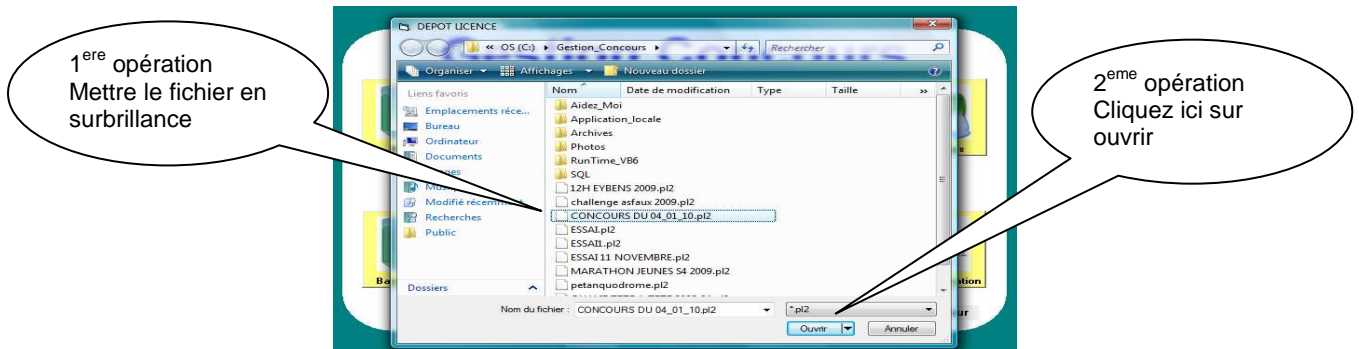 1ere opération
Mettre le fichier en
surbrillance
2eme opération
Cliquez ici sur
ouvrir
DEPOT LICENCE
« OS (C:) ▸ Gestion_Concours ▸
Rechercher
Organiser Affichages Nouveau dossier
Liens favoris
Emplacements réce...
Bureau
Ordinateur
Documents
Modifié récemm
Recherches
Public
Dossiers
Nom Date de modification Type Taille »
Aidez_Moi
Application_locale
Archives
Photos
RunTime_VB6
SQL
12H EYBENS 2009.pl2
challenge asfaux 2009.pl2
CONCOURS DU 04_01_10.pl2
ESSAI.pl2
ESSAI1.pl2
ESSAI 11 NOVEMBRE.pl2
MARATHON JEUNES S4 2009.pl2
petanquodrome.pl2
Nom du fichier : CONCOURS DU 04_01_10.pl2
*.pl2
Ouvrir Annuler